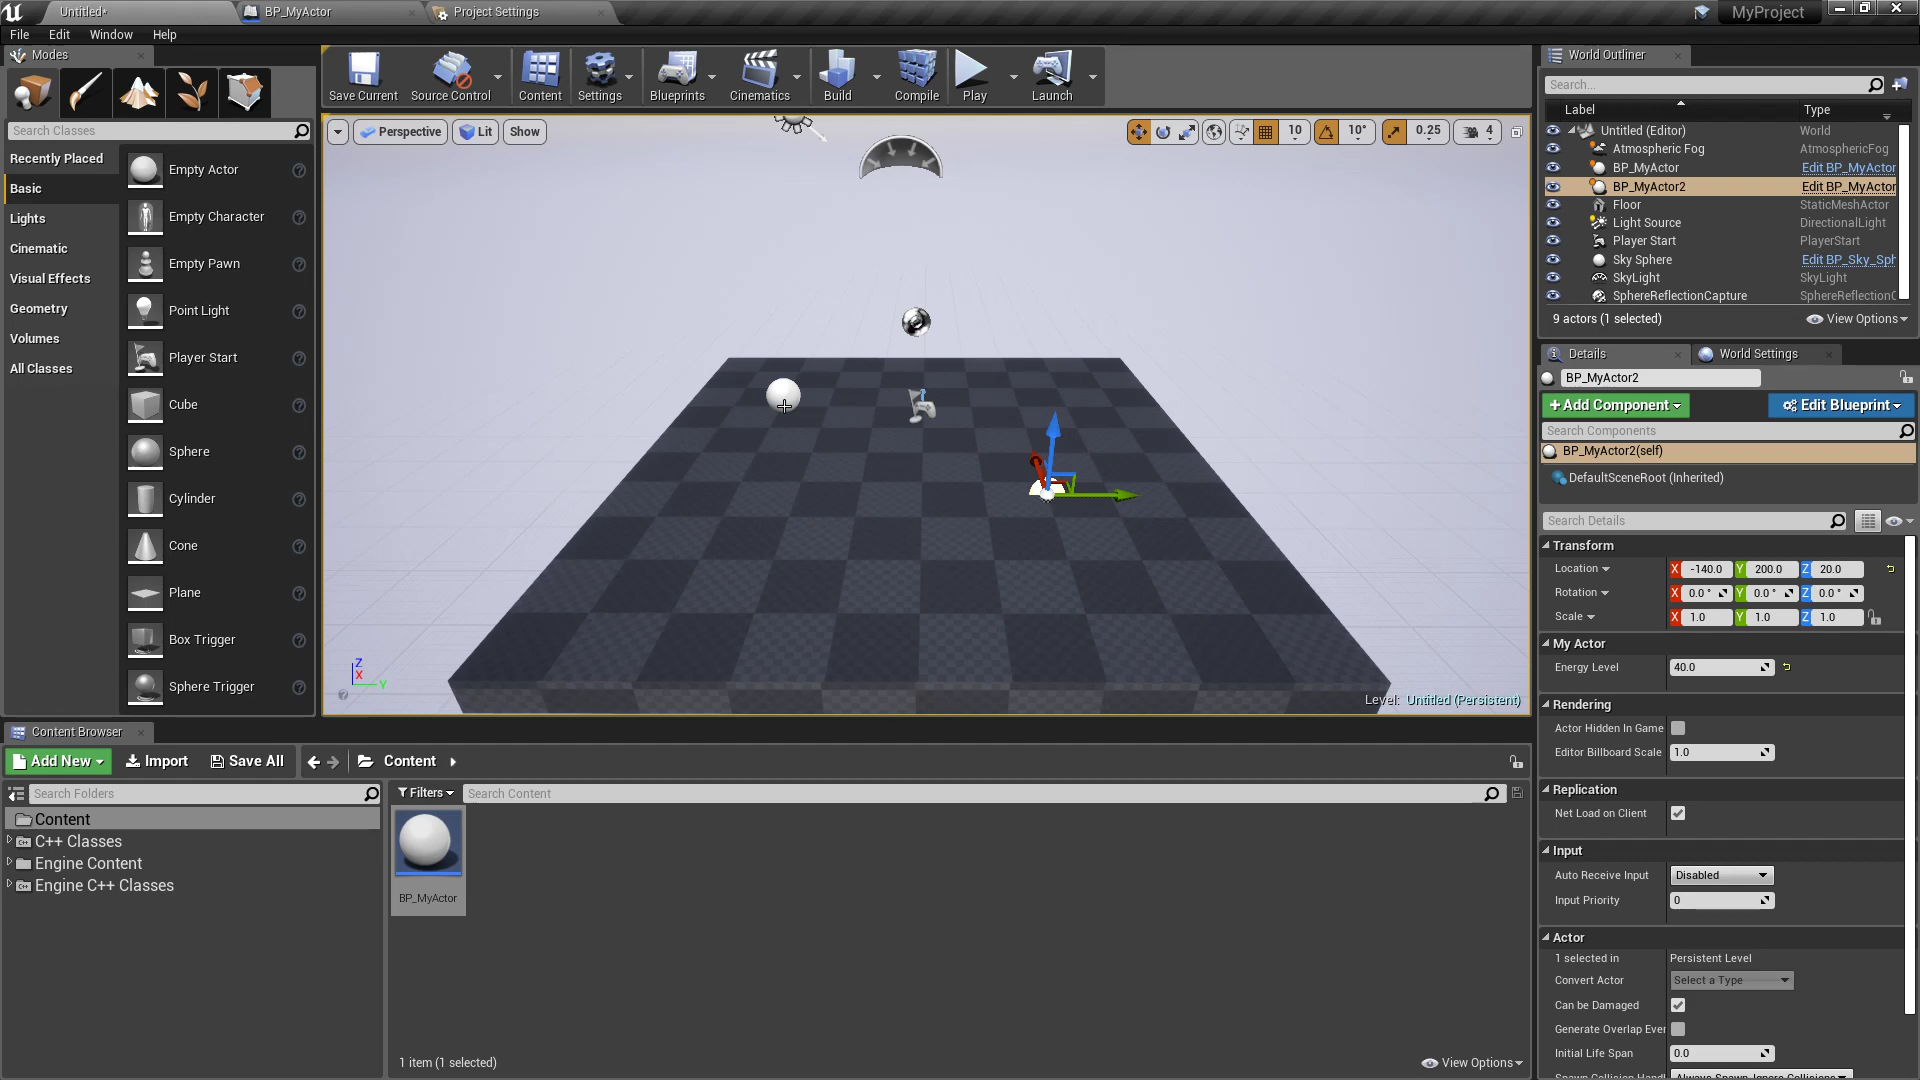 Untitled*
BP_MyActor
Project Settings
MyProject
File
Edit
Window
Help
Modes
Search Classes
Recently Placed
Basic
Lights
Cinematic
Visual Effects
Geometry
Volumes
All Classes
Empty Actor
Empty Character
Empty Pawn
Point Light
Player Start
Cube
Sphere
Cylinder
Cone
Plane
Box Trigger
Sphere Trigger
Save Current
Source Control
Content
Settings
Blueprints
Cinematics
Build
Compile
Play
Launch
Perspective
Lit
Show
10
10°
0.25
4
Z
X
Y
Level: Untitled (Persistent)
World Outliner
Search...
Label
Type
Untitled (Editor) World
Atmospheric Fog AtmosphericFog
BP_MyActor Edit BP_MyActor
BP_MyActor2 Edit BP_MyActor
Floor StaticMeshActor
Light Source DirectionalLight
Player Start PlayerStart
Sky Sphere Edit BP_Sky_Sph
SkyLight SkyLight
SphereReflectionCapture SphereReflectionC
9 actors (1 selected)
View Options
Details
World Settings
BP_MyActor2
+Add Component
Edit Blueprint
Search Components
BP_MyActor2(self)
DefaultSceneRoot (Inherited)
Search Details
Transform
Location X -140.0 Y 200.0 Z 20.0
Rotation X 0.0 ° Y 0.0 ° Z 0.0 °
Scale X 1.0 Y 1.0 Z 1.0
My Actor
Energy Level 40.0
Rendering
Actor Hidden In Game
Editor Billboard Scale 1.0
Replication
Net Load on Client
Input
Auto Receive Input Disabled
Input Priority 0
Actor
1 selected in Persistent Level
Convert Actor Select a Type
Can be Damaged
Generate Overlap Ever
Initial Life Span 0.0
Content Browser
Add New
Import
Save All
Content
Search Folders
Content
C++ Classes
Engine Content
Engine C++ Classes
Filters
Search Content
BP_MyActor
1 item (1 selected)
View Options